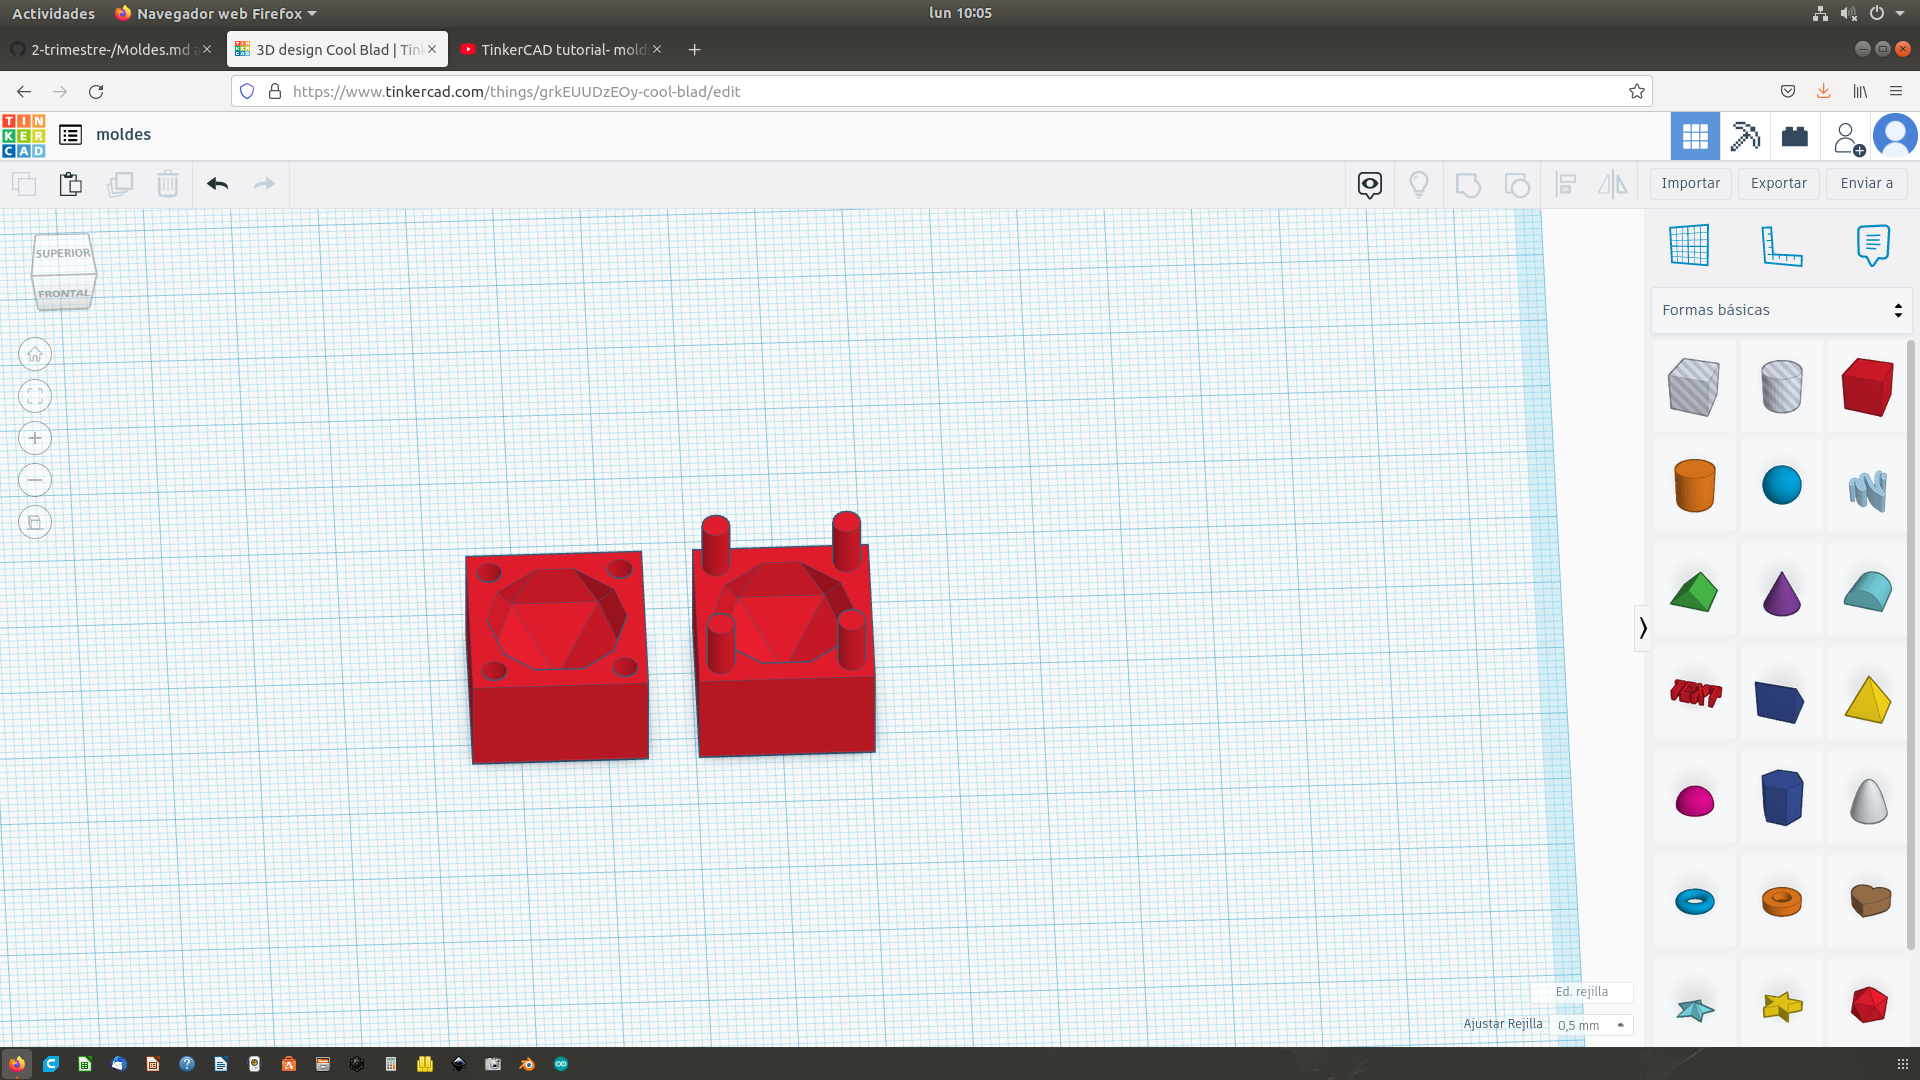 Actividades
Navegador web Firefox
lun 10:05
2-trimestre-/Moldes.md a
3D design Cool Blad | Tin
TinkerCAD tutorial- mold
https://www.tinkercad.com/things/grkEUUDzEOy-cool-blad/edit
TIN
KER
CAD
moldes
Importar
Exportar
Enviar a
SUPERIOR
FRONTAL
Formas básicas
TEXT
Ed. rejilla
Ajustar Rejilla
0,5 mm